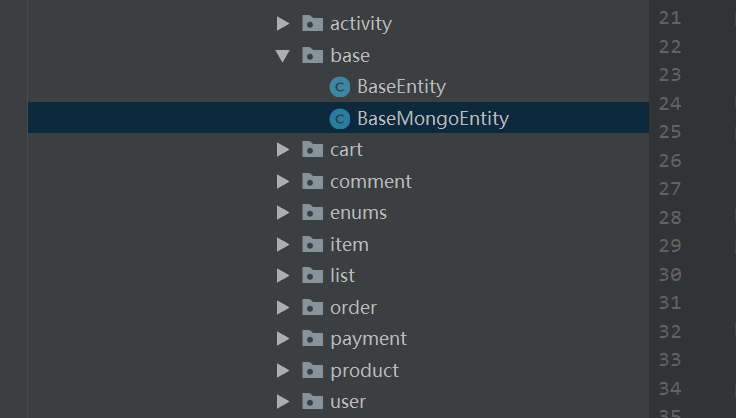 activity
base
BaseEntity
BaseMongoEntity
cart
comment
enums
item
list
order
payment
product
user
21
22
23
24
25
26
27
28
29
30
31
32
33
34
35